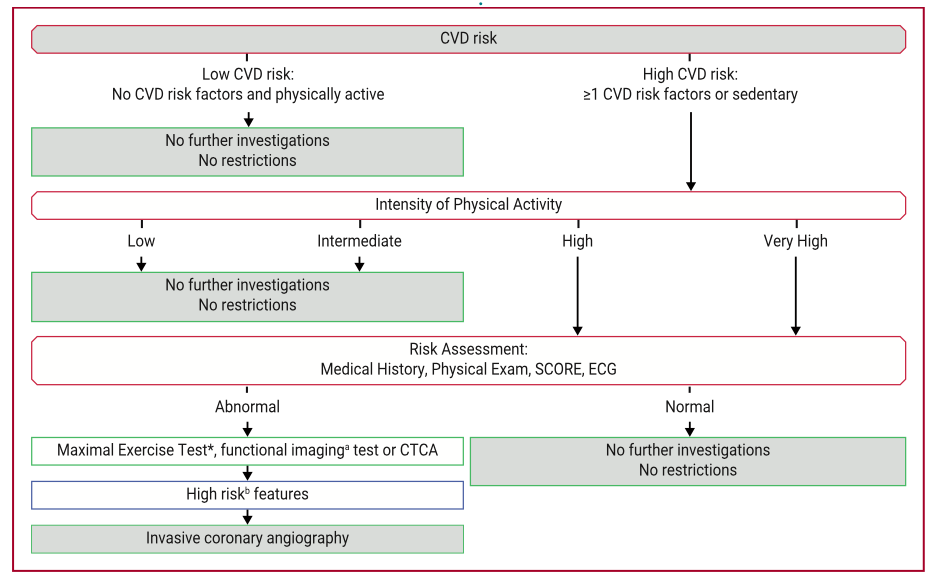 CVD risk
Low CVD risk:
No CVD risk factors and physically active
High CVD risk:
≥1 CVD risk factors or sedentary
No further investigations
No restrictions
Intensity of Physical Activity
Low
Intermediate
High
Very High
No further investigations
No restrictions
Risk Assessment:
Medical History, Physical Exam, SCORE, ECG
Abnormal
Normal
Maximal Exercise Test*, functional imagingᵃ test or CTCA
No further investigations
No restrictions
High riskᵇ features
Invasive coronary angiography